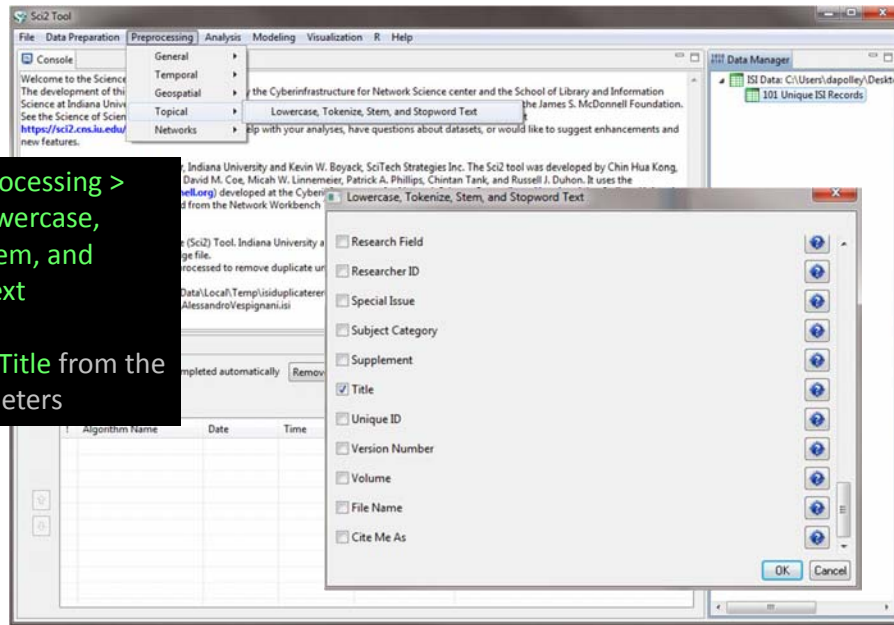 Sci2 Tool
File Data Preparation Preprocessing Analysis Modeling Visualization R Help
Console
General
Temporal
Geospatial
Topical
Networks
Lowercase, Tokenize, Stem, and Stopword Text
Welcome to the Science
The development of thi y the Cyberinfrastructure for Network Science center and the School of Library and Information
Science at Indiana Unive the James S. McDonnell Foundation.
See the Science of Scien
https://sci2.cns.iu.edu/ elp with your analyses, have questions about datasets, or would like to suggest enhancements and
new features.
, Indiana University and Kevin W. Boyack, SciTech Strategies Inc. The Sci2 tool was developed by Chin Hua Kong,
David M. Coe, Micah W. Linnemeier, Patrick A. Phillips, Chintan Tank, and Russell J. Duhon. It uses the
nell.org) developed at the Cyberi
d from the Network Workbench
e (Sci2) Tool. Indiana University a
ge file.
rocessed to remove duplicate un
Data\Local\Temp\isiduplicaterer
AlessandroVespignani.isi
rocessing >
wercase,
em, and
ext
Title from the
eters
mpleted automatically Remov
! Algorithm Name Date Time
Data Manager
ISI Data: C:\Users\dapolley\Deskto
101 Unique ISI Records
Lowercase, Tokenize, Stem, and Stopword Text
Research Field
Researcher ID
Special Issue
Subject Category
Supplement
Title
Unique ID
Version Number
Volume
File Name
Cite Me As
OK Cancel